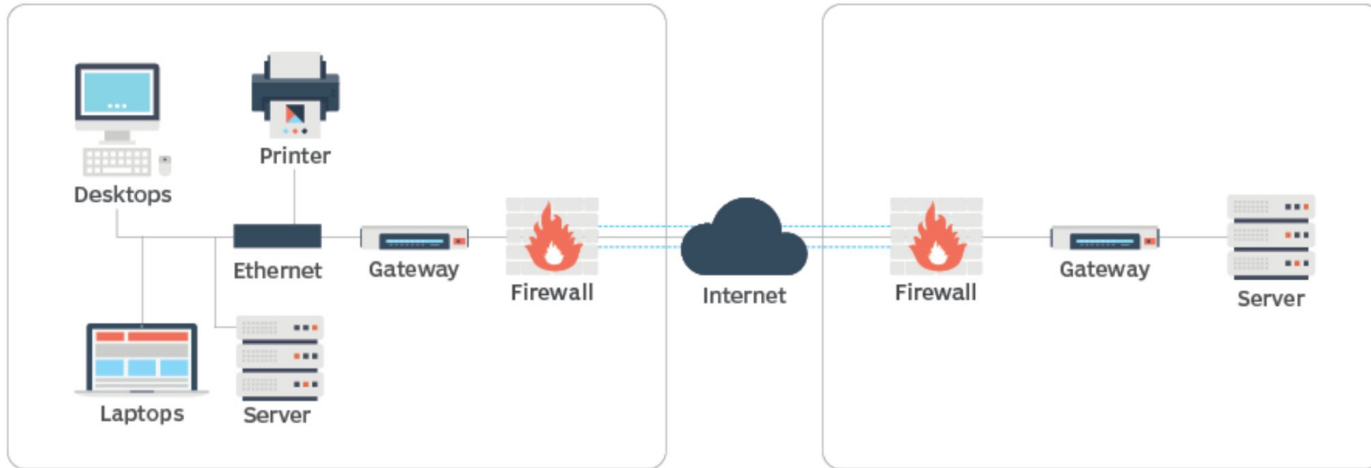 Printer
Desktops
Ethernet
Gateway
Firewall
Internet
Firewall
Gateway
Server
Laptops
Server